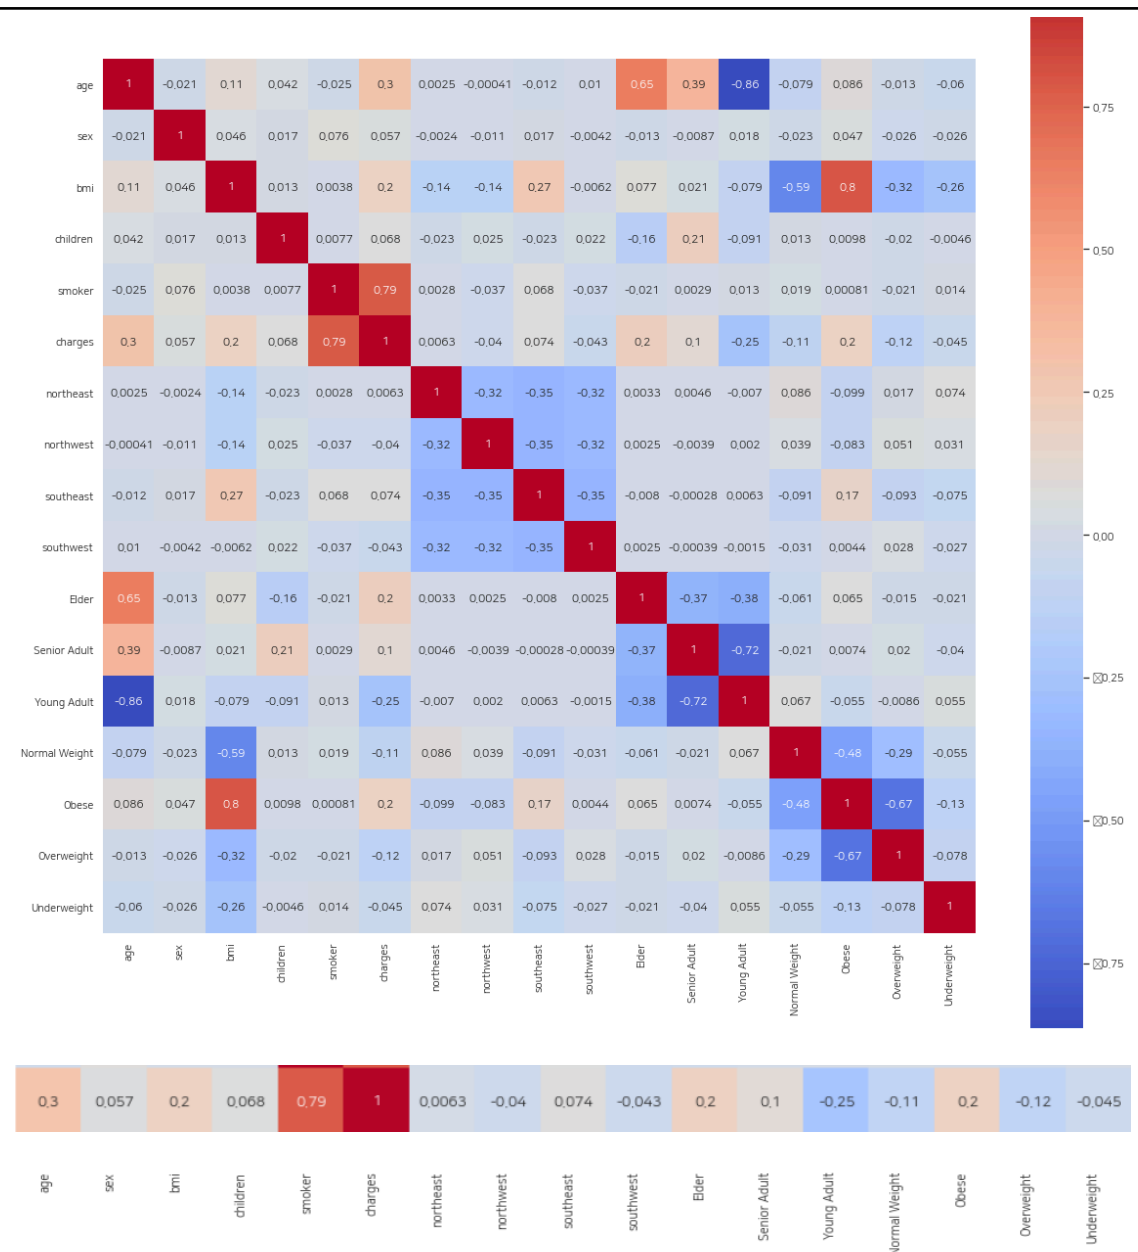 age 1 -0,021 0,11 0,042 -0,025 0,3 0,0025 -0,00041 -0,012 0,01 0,65 0,39 -0,86 -0,079 0,086 -0,013 -0,06
sex -0,021 1 0,046 0,017 0,076 0,057 -0,0024 -0,011 0,017 -0,0042 -0,013 -0,0087 0,018 -0,023 0,047 -0,026 -0,026
bmi 0,11 0,046 1 0,013 0,0038 0,2 -0,14 -0,14 0,27 -0,0062 0,077 0,021 -0,079 -0,59 0,8 -0,32 -0,26
children 0,042 0,017 0,013 1 0,0077 0,068 -0,023 0,025 -0,023 0,022 -0,16 0,21 -0,091 0,013 0,0098 -0,02 -0,0046
smoker -0,025 0,076 0,0038 0,0077 1 0,79 0,0028 -0,037 0,068 -0,037 -0,021 0,0029 0,013 0,019 0,00081 -0,021 0,014
charges 0,3 0,057 0,2 0,068 0,79 1 0,0063 -0,04 0,074 -0,043 0,2 0,1 -0,25 -0,11 0,2 -0,12 -0,045
northeast 0,0025 -0,0024 -0,14 -0,023 0,0028 0,0063 1 -0,32 -0,35 -0,32 0,0033 0,0046 -0,007 0,086 -0,099 0,017 0,074
northwest -0,00041 -0,011 -0,14 0,025 -0,037 -0,04 -0,32 1 -0,35 -0,32 0,0025 -0,0039 0,002 0,039 -0,083 0,051 0,031
southeast -0,012 0,017 0,27 -0,023 0,068 0,074 -0,35 -0,35 1 -0,35 -0,008 -0,00028 0,0063 -0,091 0,17 -0,093 -0,075
southwest 0,01 -0,0042 -0,0062 0,022 -0,037 -0,043 -0,32 -0,32 -0,35 1 0,0025 -0,00039 -0,0015 -0,031 0,0044 0,028 -0,027
Elder 0,65 -0,013 0,077 -0,16 -0,021 0,2 0,0033 0,0025 -0,008 0,0025 1 -0,37 -0,38 -0,061 0,065 -0,015 -0,021
Senior Adult 0,39 -0,0087 0,021 0,21 0,0029 0,1 0,0046 -0,0039 -0,00028 -0,00039 -0,37 1 -0,72 -0,021 0,0074 0,02 -0,04
Young Adult -0,86 0,018 -0,079 -0,091 0,013 -0,25 -0,007 0,002 0,0063 -0,0015 -0,38 -0,72 1 0,067 -0,055 -0,0086 0,055
Normal Weight -0,079 -0,023 -0,59 0,013 0,019 -0,11 0,086 0,039 -0,091 -0,031 -0,061 -0,021 0,067 1 -0,48 -0,29 -0,055
Obese 0,086 0,047 0,8 0,0098 0,00081 0,2 -0,099 -0,083 0,17 0,0044 0,065 0,0074 -0,055 -0,48 1 -0,67 -0,13
Overweight -0,013 -0,026 -0,32 -0,02 -0,021 -0,12 0,017 0,051 -0,093 0,028 -0,015 0,02 -0,0086 -0,29 -0,67 1 -0,078
Underweight -0,06 -0,026 -0,26 -0,0046 0,014 -0,045 0,074 0,031 -0,075 -0,027 -0,021 -0,04 0,055 -0,055 -0,13 -0,078 1
age sex bmi children smoker charges northeast northwest southeast southwest Elder Senior Adult Young Adult Normal Weight Obese Overweight Underweight
0,75
0,50
0,25
0,00
0,25
0,50
0,75
0,3 0,057 0,2 0,068 0,79 1 0,0063 -0,04 0,074 -0,043 0,2 0,1 -0,25 -0,11 0,2 -0,12 -0,045
age sex bmi children smoker charges northeast northwest southeast southwest Elder Senior Adult Young Adult Normal Weight Obese Overweight Underweight